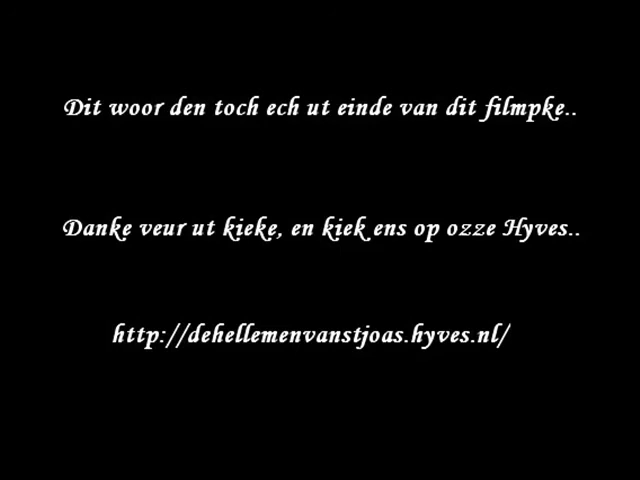 Dit woor den toch ech ut einde van dit filmpke..
Danke veur ut kieke, en kiek ens op ozze Hyves..
http://dehellemenvanstjoas.hyves.nl/